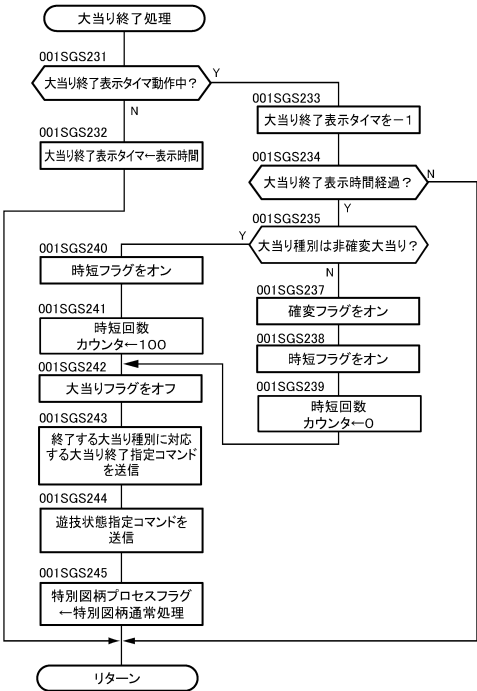 大当り終了処理
001SGS231
大当り終了表示タイマ動作中？
Y
N
001SGS232
大当り終了表示タイマ←表示時間
001SGS233
大当り終了表示タイマを－1
001SGS234
大当り終了表示時間経過？
N
Y
001SGS235
大当り種別は非確変大当り？
Y
N
001SGS237
確変フラグをオン
001SGS238
時短フラグをオン
001SGS239
時短回数
カウンタ←0
001SGS240
時短フラグをオン
001SGS241
時短回数
カウンタ←100
001SGS242
大当りフラグをオフ
001SGS243
終了する大当り種別に対応
する大当り終了指定コマンド
を送信
001SGS244
遊技状態指定コマンドを
送信
001SGS245
特別図柄プロセスフラグ
←特別図柄通常処理
リターン